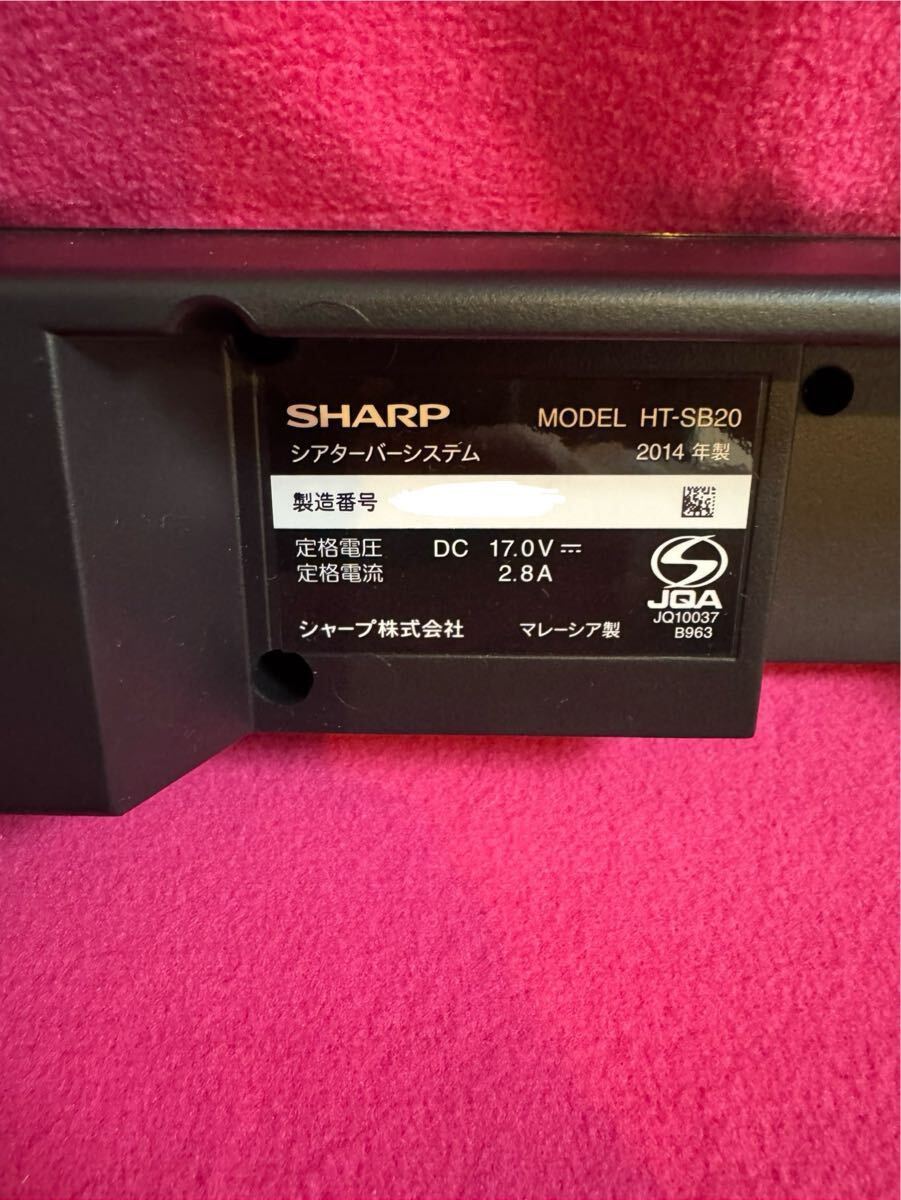 SHARP MODEL HT-SB20
シアターバーシステム 2014 年製
製造番号
定格電圧 DC 17.0V ⎓
定格電流 2.8A
JQA
JQ10037
B963
シャープ株式会社 マレーシア製